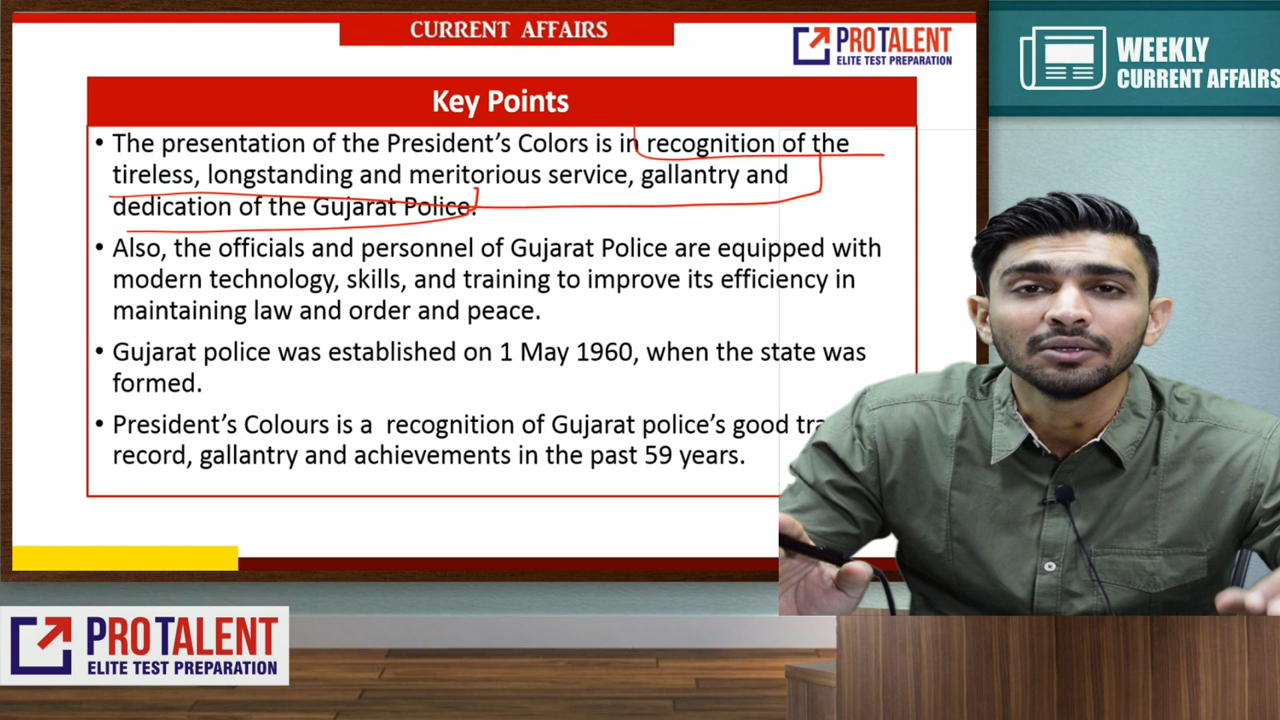 CURRENT AFFAIRS
PROTALENT
ELITE TEST PREPARATION
WEEKLY
CURRENT AFFAIRS
Key Points
• The presentation of the President’s Colors is in recognition of the
tireless, longstanding and meritorious service, gallantry and
dedication of the Gujarat Police.
• Also, the officials and personnel of Gujarat Police are equipped with
modern technology, skills, and training to improve its efficiency in
maintaining law and order and peace.
• Gujarat police was established on 1 May 1960, when the state was
formed.
• President’s Colours is a  recognition of Gujarat police’s good
record, gallantry and achievements in the past 59 years.
PROTALENT
ELITE TEST PREPARATION